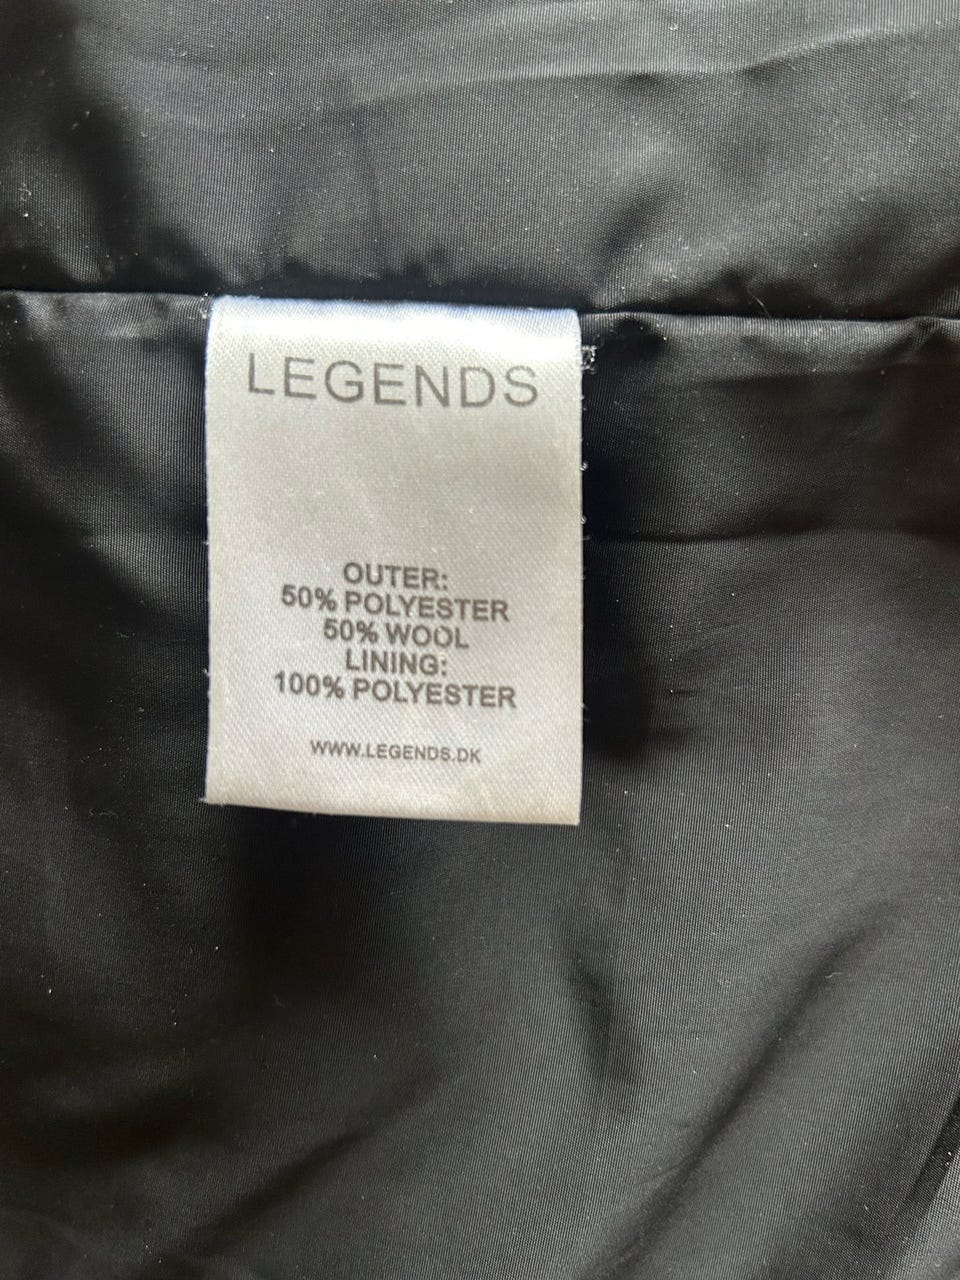 LEGENDS
OUTER:
50% POLYESTER
50% WOOL
LINING:
100% POLYESTER
WWW.LEGENDS.DK